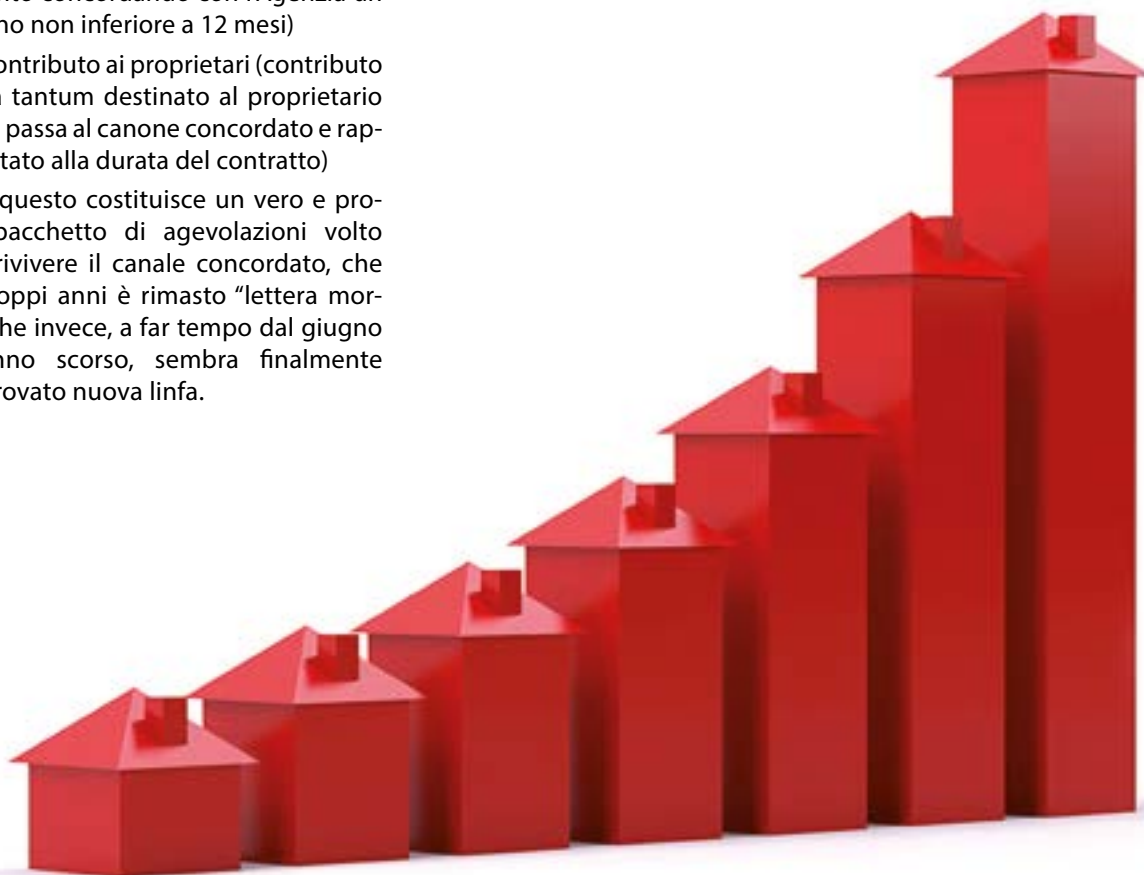 no non inferiore a 12 mesi)
ontributo ai proprietari (contributo
tantum destinato al proprietario
passa al canone concordato e rap-
tato alla durata del contratto)
questo costituisce un vero e pro-
pacchetto di agevolazioni volto
rivivere il canale concordato, che
oppi anni è rimasto “lettera mor-
he invece, a far tempo dal giugno
nno scorso, sembra finalmente
rovato nuova linfa.